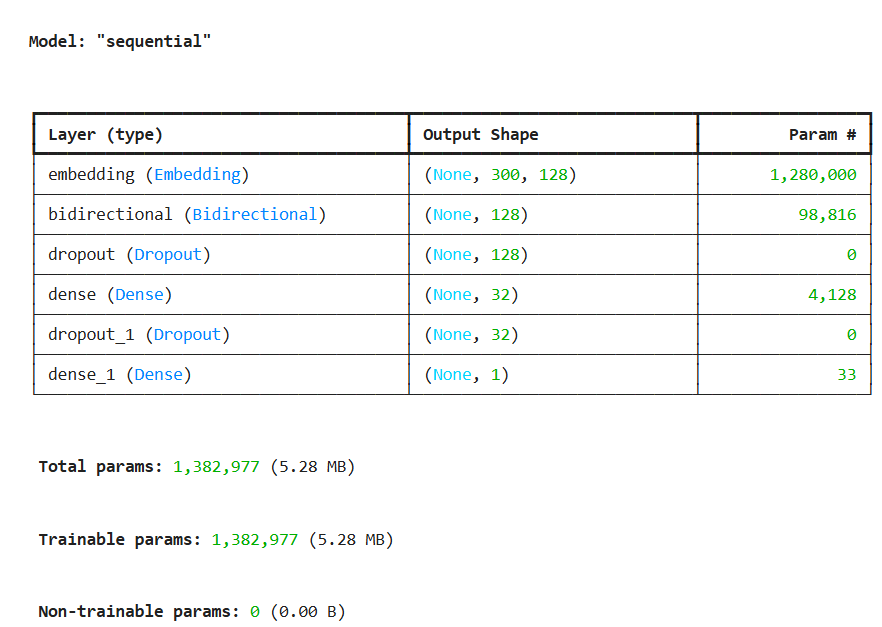 Model: "sequential"
Layer (type) Output Shape Param #
embedding (Embedding) (None, 300, 128) 1,280,000
bidirectional (Bidirectional) (None, 128) 98,816
dropout (Dropout) (None, 128) 0
dense (Dense) (None, 32) 4,128
dropout_1 (Dropout) (None, 32) 0
dense_1 (Dense) (None, 1) 33
Total params: 1,382,977 (5.28 MB)
Trainable params: 1,382,977 (5.28 MB)
Non-trainable params: 0 (0.00 B)